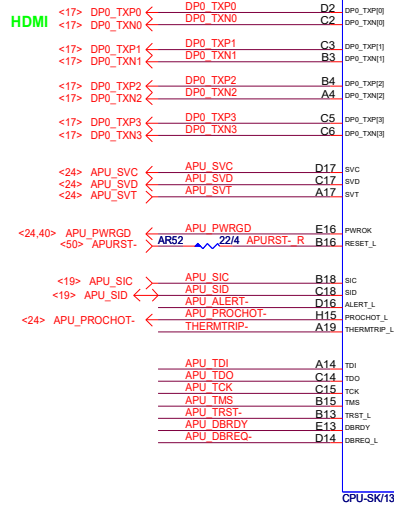 <17> DP0_TXP0 DP0_TXP0 D2 DP0_TXP[0]
HDMI <17> DP0_TXN0 DP0_TXN0 C2 DP0_TXN[0]
<17> DP0_TXP1 DP0_TXP1 C3 DP0_TXP[1]
<17> DP0_TXN1 DP0_TXN1 B3 DP0_TXN[1]
<17> DP0_TXP2 DP0_TXP2 B4 DP0_TXP[2]
<17> DP0_TXN2 DP0_TXN2 A4 DP0_TXN[2]
<17> DP0_TXP3 DP0_TXP3 C5 DP0_TXP[3]
<17> DP0_TXN3 DP0_TXN3 C6 DP0_TXN[3]
<24> APU_SVC APU_SVC D17 SVC
<24> APU_SVD APU_SVD C17 SVD
<24> APU_SVT APU_SVT A17 SVT
<24,40> APU_PWRGD APU_PWRGD E16 PWROK
<50> APURST- AR52 22/4 APURST-_R B16 RESET_L
<19> APU_SIC APU_SIC B18 SIC
<19> APU_SID APU_SID C18 SID
APU_ALERT- D16 ALERT_L
<24> APU_PROCHOT- APU_PROCHOT- H15 PROCHOT_L
THERMTRIP- A19 THERMTRIP_L
APU_TDI A14 TDI
APU_TDO C14 TDO
APU_TCK C15 TCK
APU_TMS B15 TMS
APU_TRST- B13 TRST_L
APU_DBRDY E13 DBRDY
APU_DBREQ- D14 DBREQ_L
CPU-SK/13